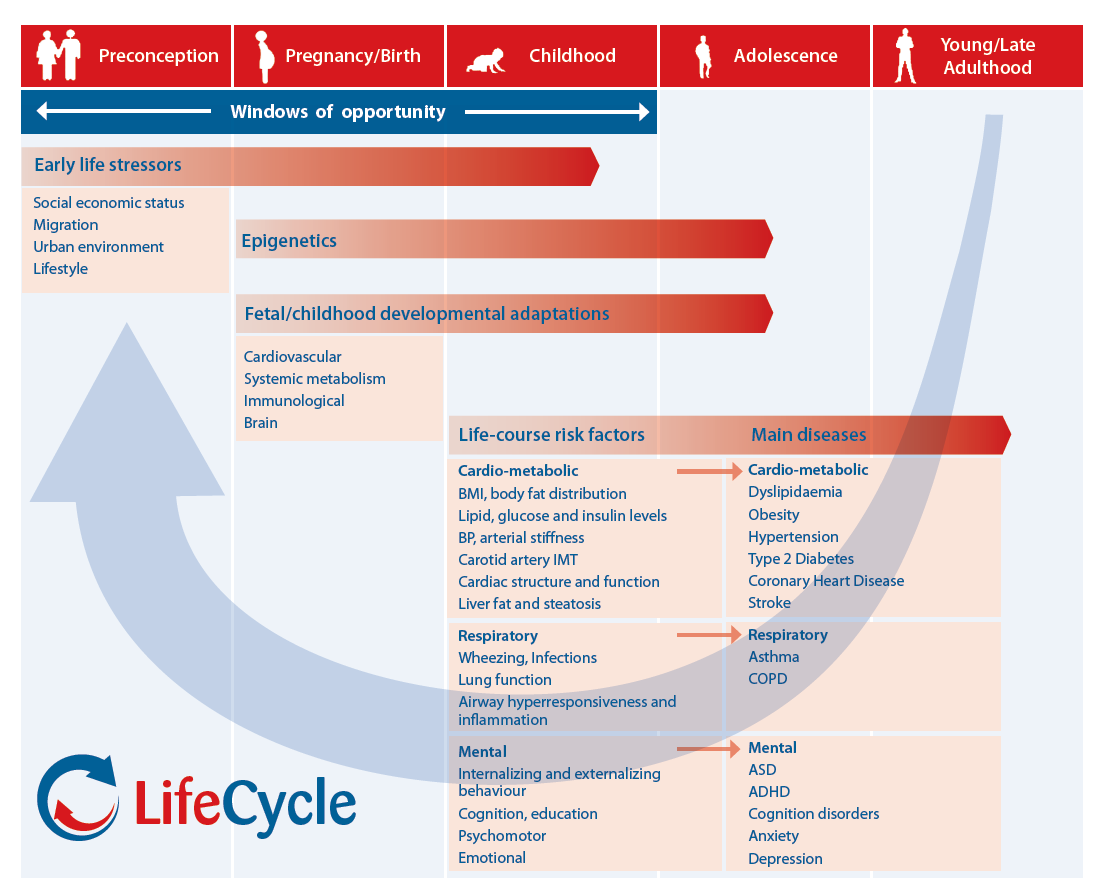 Preconception
Pregnancy/Birth
Childhood
Adolescence
Young/Late
Adulthood
Windows of opportunity
Early life stressors
Social economic status
Migration
Urban environment
Lifestyle
Epigenetics
Fetal/childhood developmental adaptations
Cardiovascular
Systemic metabolism
Immunological
Brain
Life-course risk factors
Main diseases
Cardio-metabolic
BMI, body fat distribution
Lipid, glucose and insulin levels
BP, arterial stiffness
Carotid artery IMT
Cardiac structure and function
Liver fat and steatosis
Cardio-metabolic
Dyslipidaemia
Obesity
Hypertension
Type 2 Diabetes
Coronary Heart Disease
Stroke
Respiratory
Wheezing, Infections
Lung function
Airway hyperresponsiveness and
inflammation
Respiratory
Asthma
COPD
Mental
Internalizing and externalizing
behaviour
Cognition, education
Psychomotor
Emotional
Mental
ASD
ADHD
Cognition disorders
Anxiety
Depression
LifeCycle